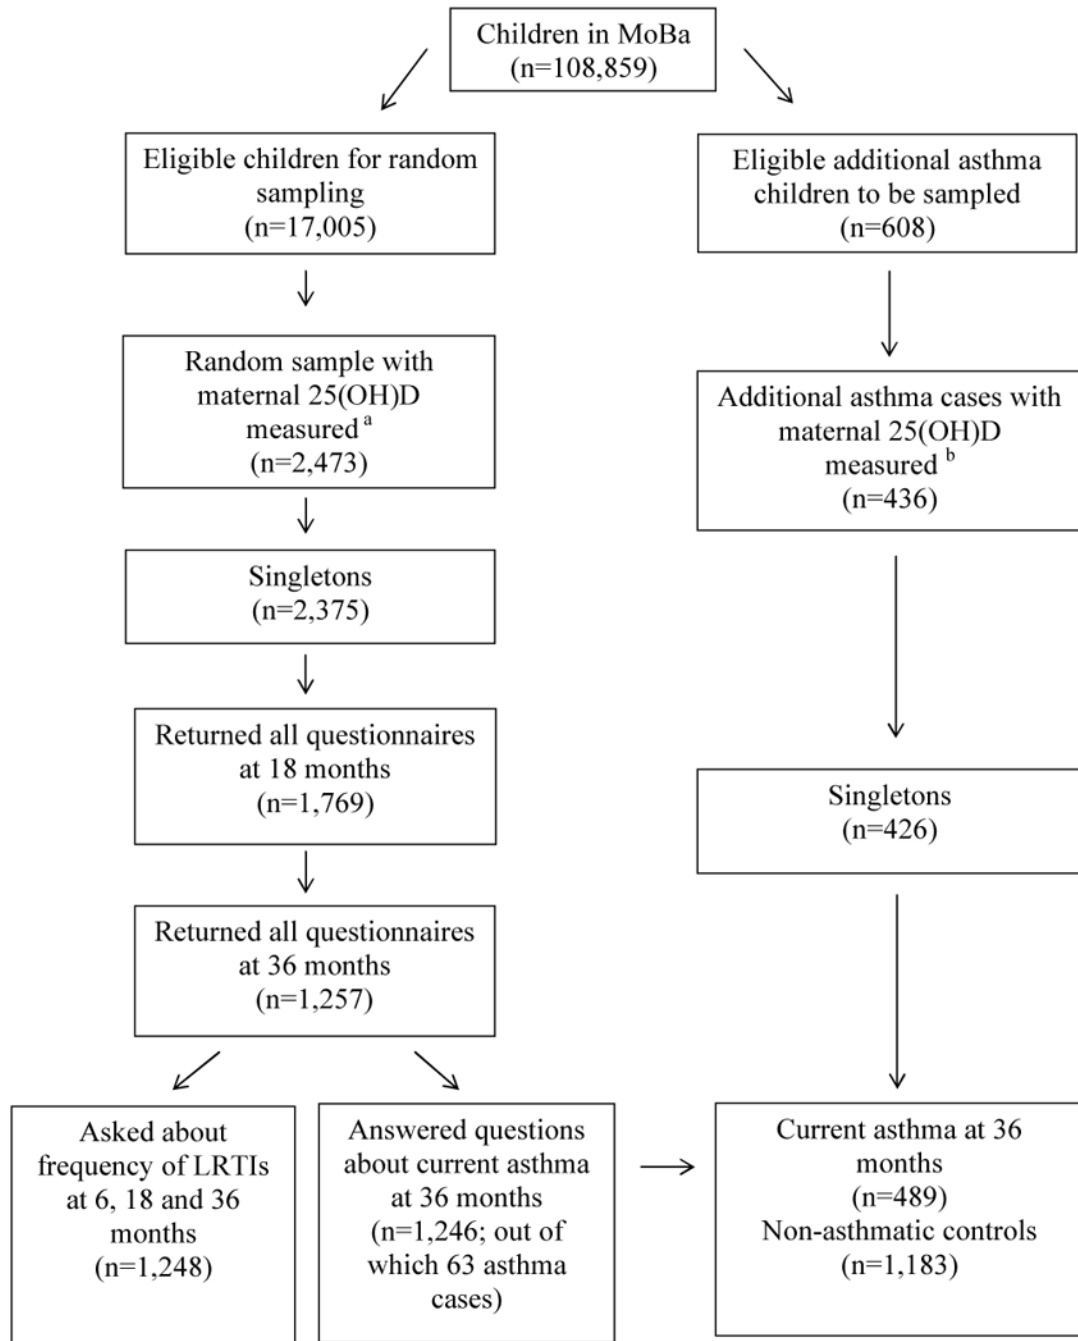 Children in MoBa
(n=108,859)
Eligible children for random
sampling
(n=17,005)
Eligible additional asthma
children to be sampled
(n=608)
Random sample with
maternal 25(OH)D
measured a
(n=2,473)
Additional asthma cases with
maternal 25(OH)D
measured b
(n=436)
Singletons
(n=2,375)
Returned all questionnaires
at 18 months
(n=1,769)
Singletons
(n=426)
Returned all questionnaires
at 36 months
(n=1,257)
Asked about
frequency of LRTIs
at 6, 18 and 36
months
(n=1,248)
Answered questions
about current asthma
at 36 months
(n=1,246; out of
which 63 asthma
cases)
Current asthma at 36
months
(n=489)
Non-asthmatic controls
(n=1,183)